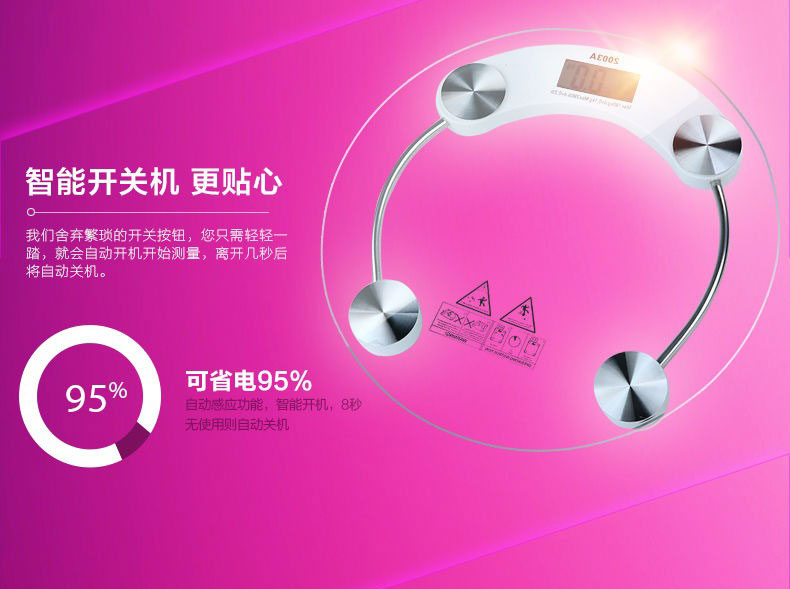 2003A
智能开关机 更贴心
我们舍弃繁琐的开关按钮，您只需轻轻一
踏，就会自动开机开始测量，离开几秒后
将自动关机。
95%
可省电95%
自动感应功能，智能开机，8秒
无使用则自动关机